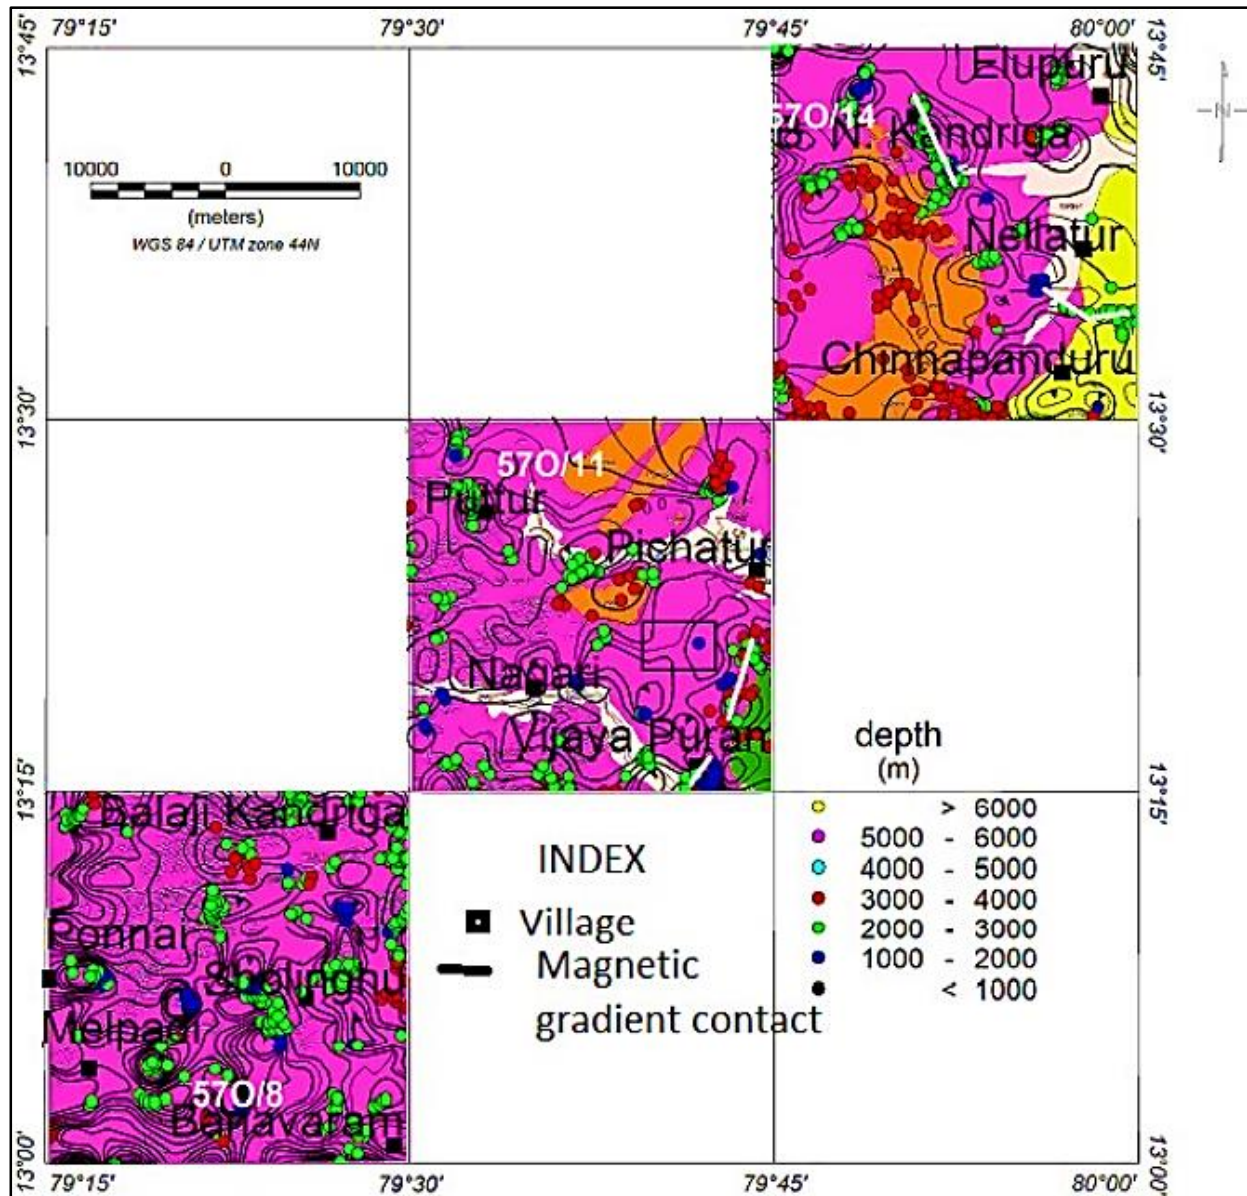 79°15' 79°30' 79°45' 80°00'
13°45' 13°45'
Elupuru
57O/14
N. Kandriga
10000 0 10000
(meters)
WGS 84 / UTM zone 44N
Nellatur
Chinnapanduru
13°30' 13°30'
57O/11
Puttur
Pichatur
Nagari
Vijaya Puram
13°15' 13°15'
Balaji Kandriga
Ponnai
Sholinghu
Melpadi
57O/8
Banavaram
INDEX
Village
Magnetic
gradient contact
depth
(m)
> 6000
5000 - 6000
4000 - 5000
3000 - 4000
2000 - 3000
1000 - 2000
< 1000
13°00' 13°00'
79°15' 79°30' 79°45' 80°00'